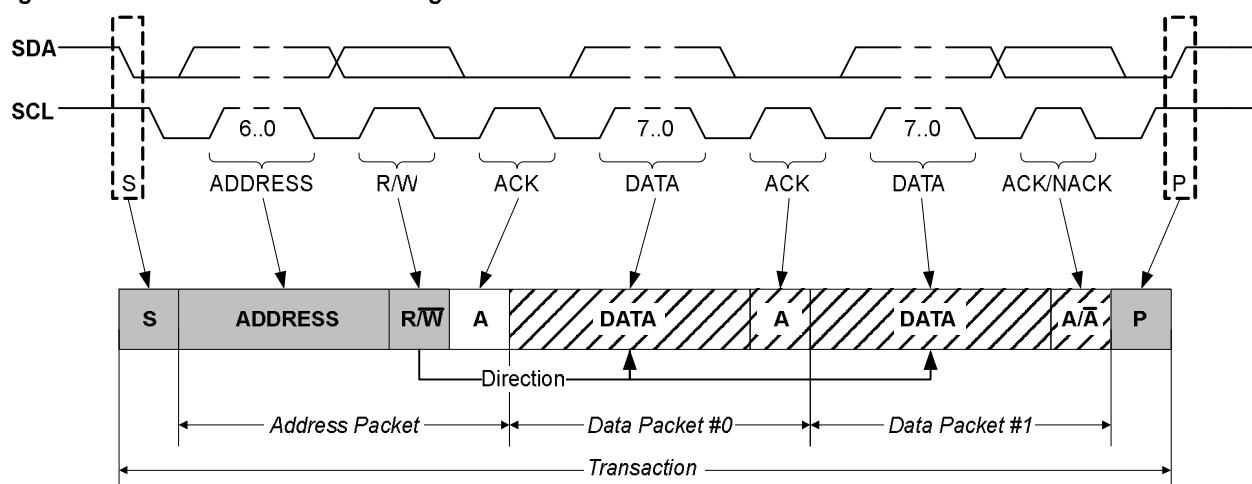 SDA
SCL
6..0 7..0 7..0
S ADDRESS R/W ACK DATA ACK DATA ACK/NACK P
S ADDRESS R/W̅ A DATA A DATA A/A̅ P
Direction
Address Packet Data Packet #0 Data Packet #1
Transaction